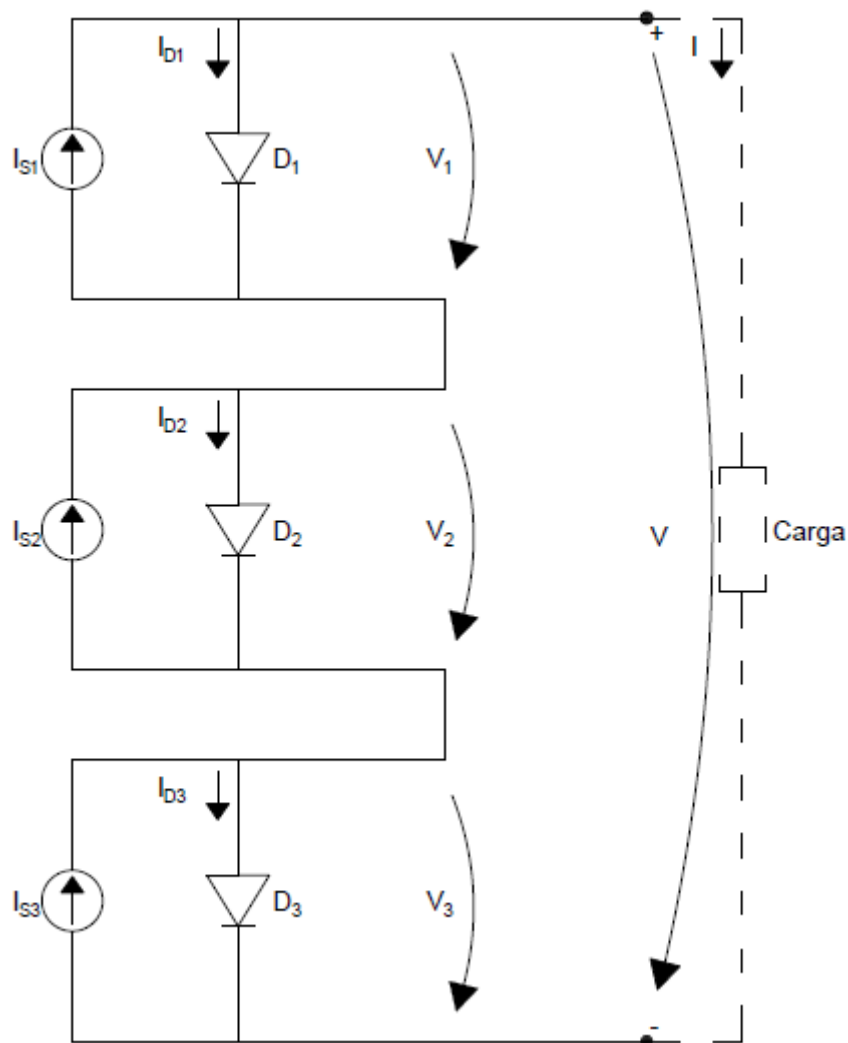 I_D1
+
I
I_S1
D_1
V_1
I_D2
I_S2
D_2
V_2
V
Carga
I_D3
I_S3
D_3
V_3
-